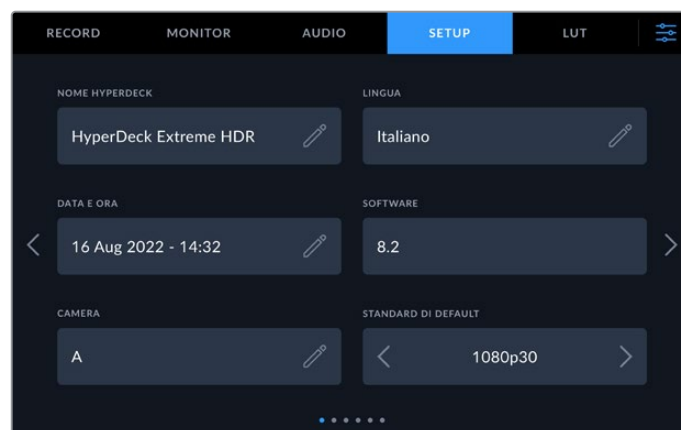 RECORD MONITOR AUDIO SETUP LUT
NOME HYPERDECK LINGUA
HyperDeck Extreme HDR Italiano
DATA E ORA SOFTWARE
16 Aug 2022 - 14:32 8.2
CAMERA STANDARD DI DEFAULT
A 1080p30